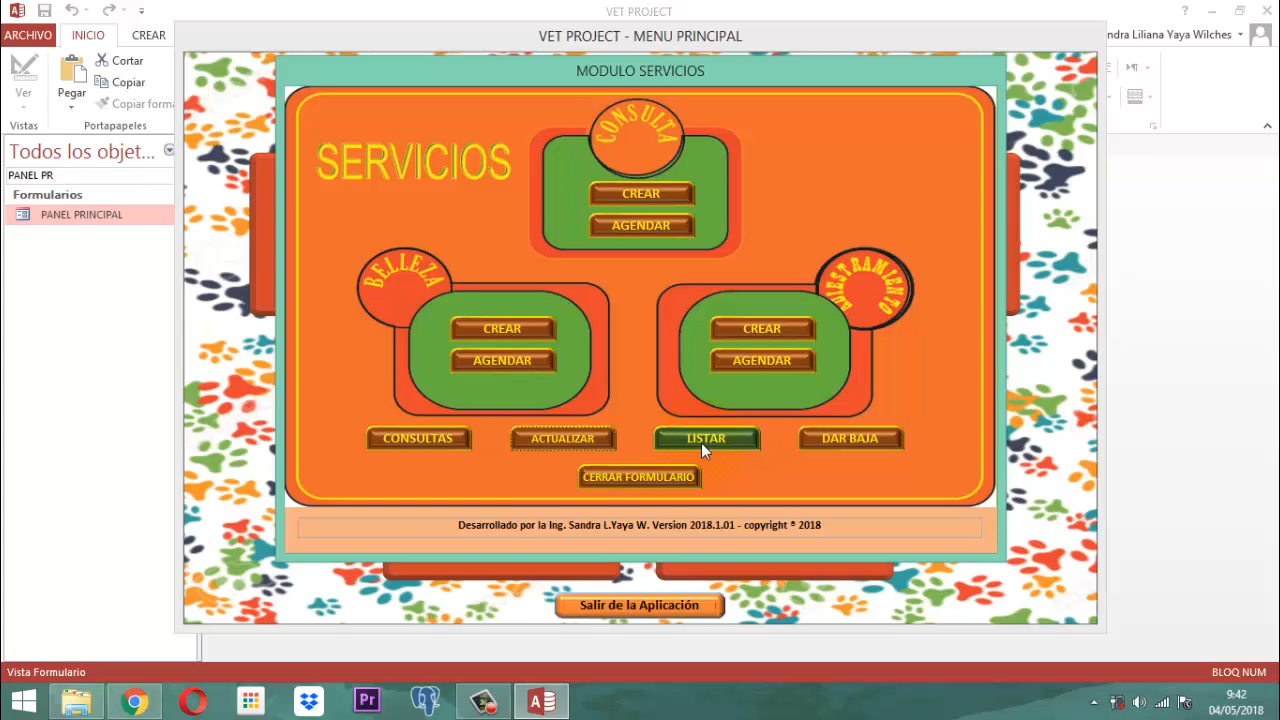 VET PROJECT
ARCHIVO
INICIO
CREAR
ndra Liliana Yaya Wilches
Ver
Pegar
Cortar
Copiar
Copiar forma
Vistas
Portapapeles
Todos los objet...
PANEL PR
Formularios
PANEL PRINCIPAL
VET PROJECT - MENU PRINCIPAL
MODULO SERVICIOS
SERVICIOS
CONSULTA
CREAR
AGENDAR
BELLEZA
CREAR
AGENDAR
ADIESTRAMIENTO
CREAR
AGENDAR
CONSULTAS
ACTUALIZAR
LISTAR
DAR BAJA
CERRAR FORMULARIO
Desarrollado por la Ing. Sandra L.Yaya W. Version 2018.1.01 - copyright ® 2018
Salir de la Aplicación
Vista Formulario
BLOQ NUM
Pr
9:42
04/05/2018